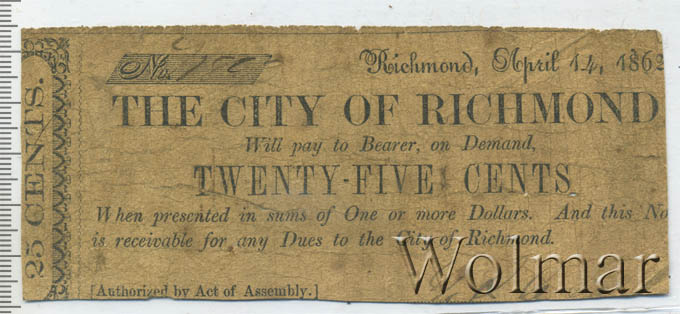 25 CENTS.
No.
Richmond, April 14, 1862
THE CITY OF RICHMOND
Will pay to Bearer, on Demand,
TWENTY-FIVE CENTS
When presented in sums of One or more Dollars. And this No
is receivable for any Dues to the City of Richmond.
[Authorized by Act of Assembly.]
Wolmar